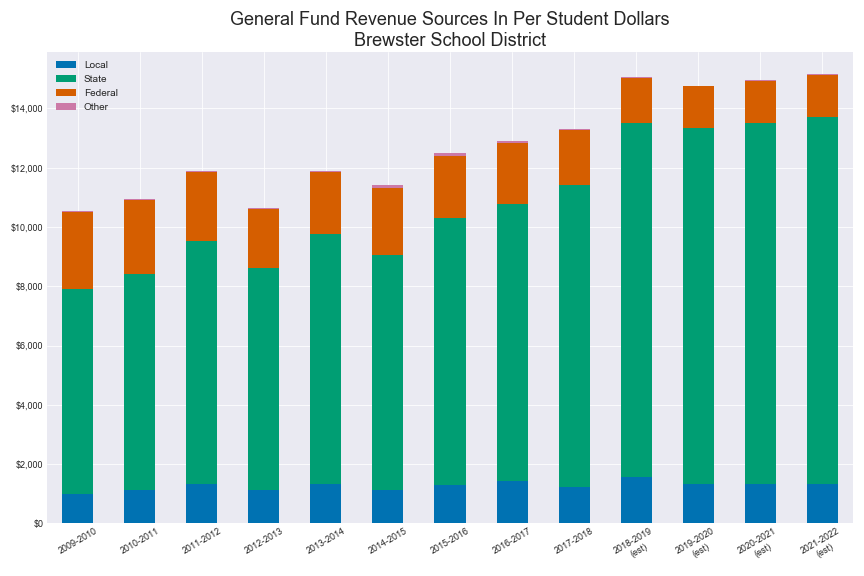 General Fund Revenue Sources In Per Student Dollars
Brewster School District
Local
State
Federal
Other
$14,000
$12,000
$10,000
$8,000
$6,000
$4,000
$2,000
$0
2009-2010
2010-2011
2011-2012
2012-2013
2013-2014
2014-2015
2015-2016
2016-2017
2017-2018
2018-2019
(est)
2019-2020
(est)
2020-2021
(est)
2021-2022
(est)